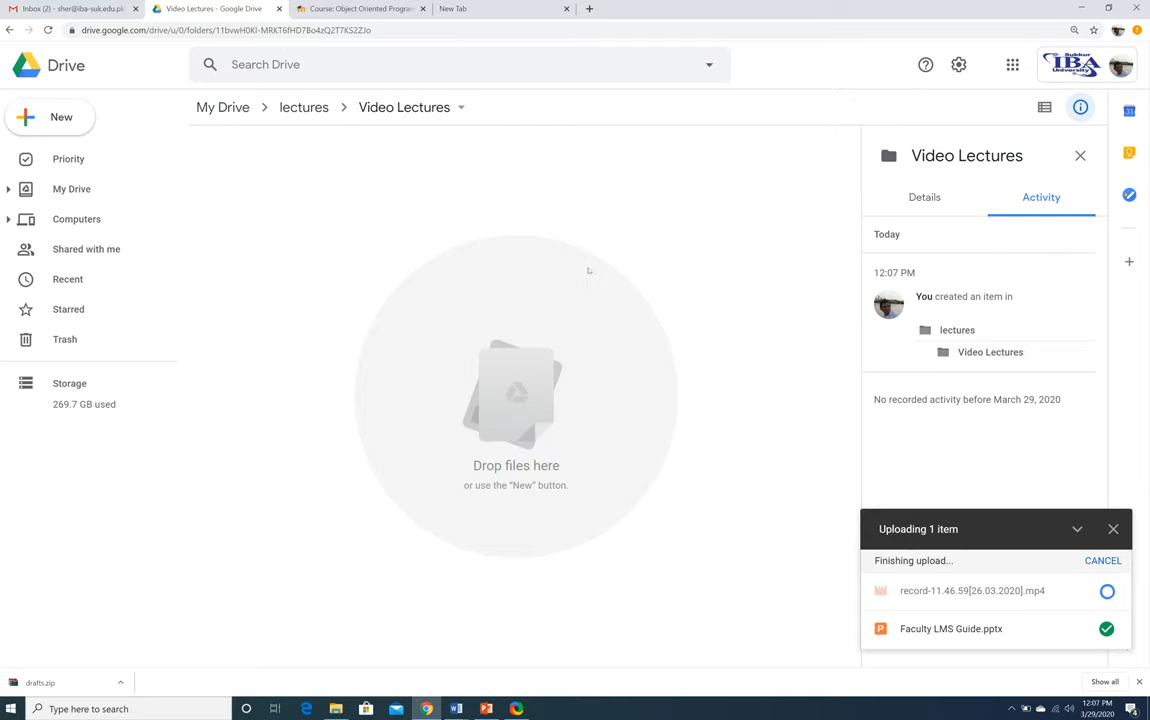 Inbox (2) - sher@iba-suk.edu.pk
Video Lectures - Google Drive
Course: Object Oriented Program
New Tab
drive.google.com/drive/u/0/folders/11bvwH0KI-MRKT6fHD7Bo4zQ2T7KS2ZJo
Drive
Search Drive
Sukkur
IBA
University
My Drive > lectures > Video Lectures
New
Priority
My Drive
Computers
Shared with me
Recent
Starred
Trash
Storage
269.7 GB used
Drop files here
or use the “New” button.
31
Video Lectures
Details
Activity
Today
12:07 PM
You created an item in
lectures
Video Lectures
No recorded activity before March 29, 2020
Uploading 1 item
Finishing upload...
CANCEL
record-11.46.59[26.03.2020].mp4
P
Faculty LMS Guide.pptx
drafts.zip
Show all
Type here to search
12:07 PM
3/29/2020